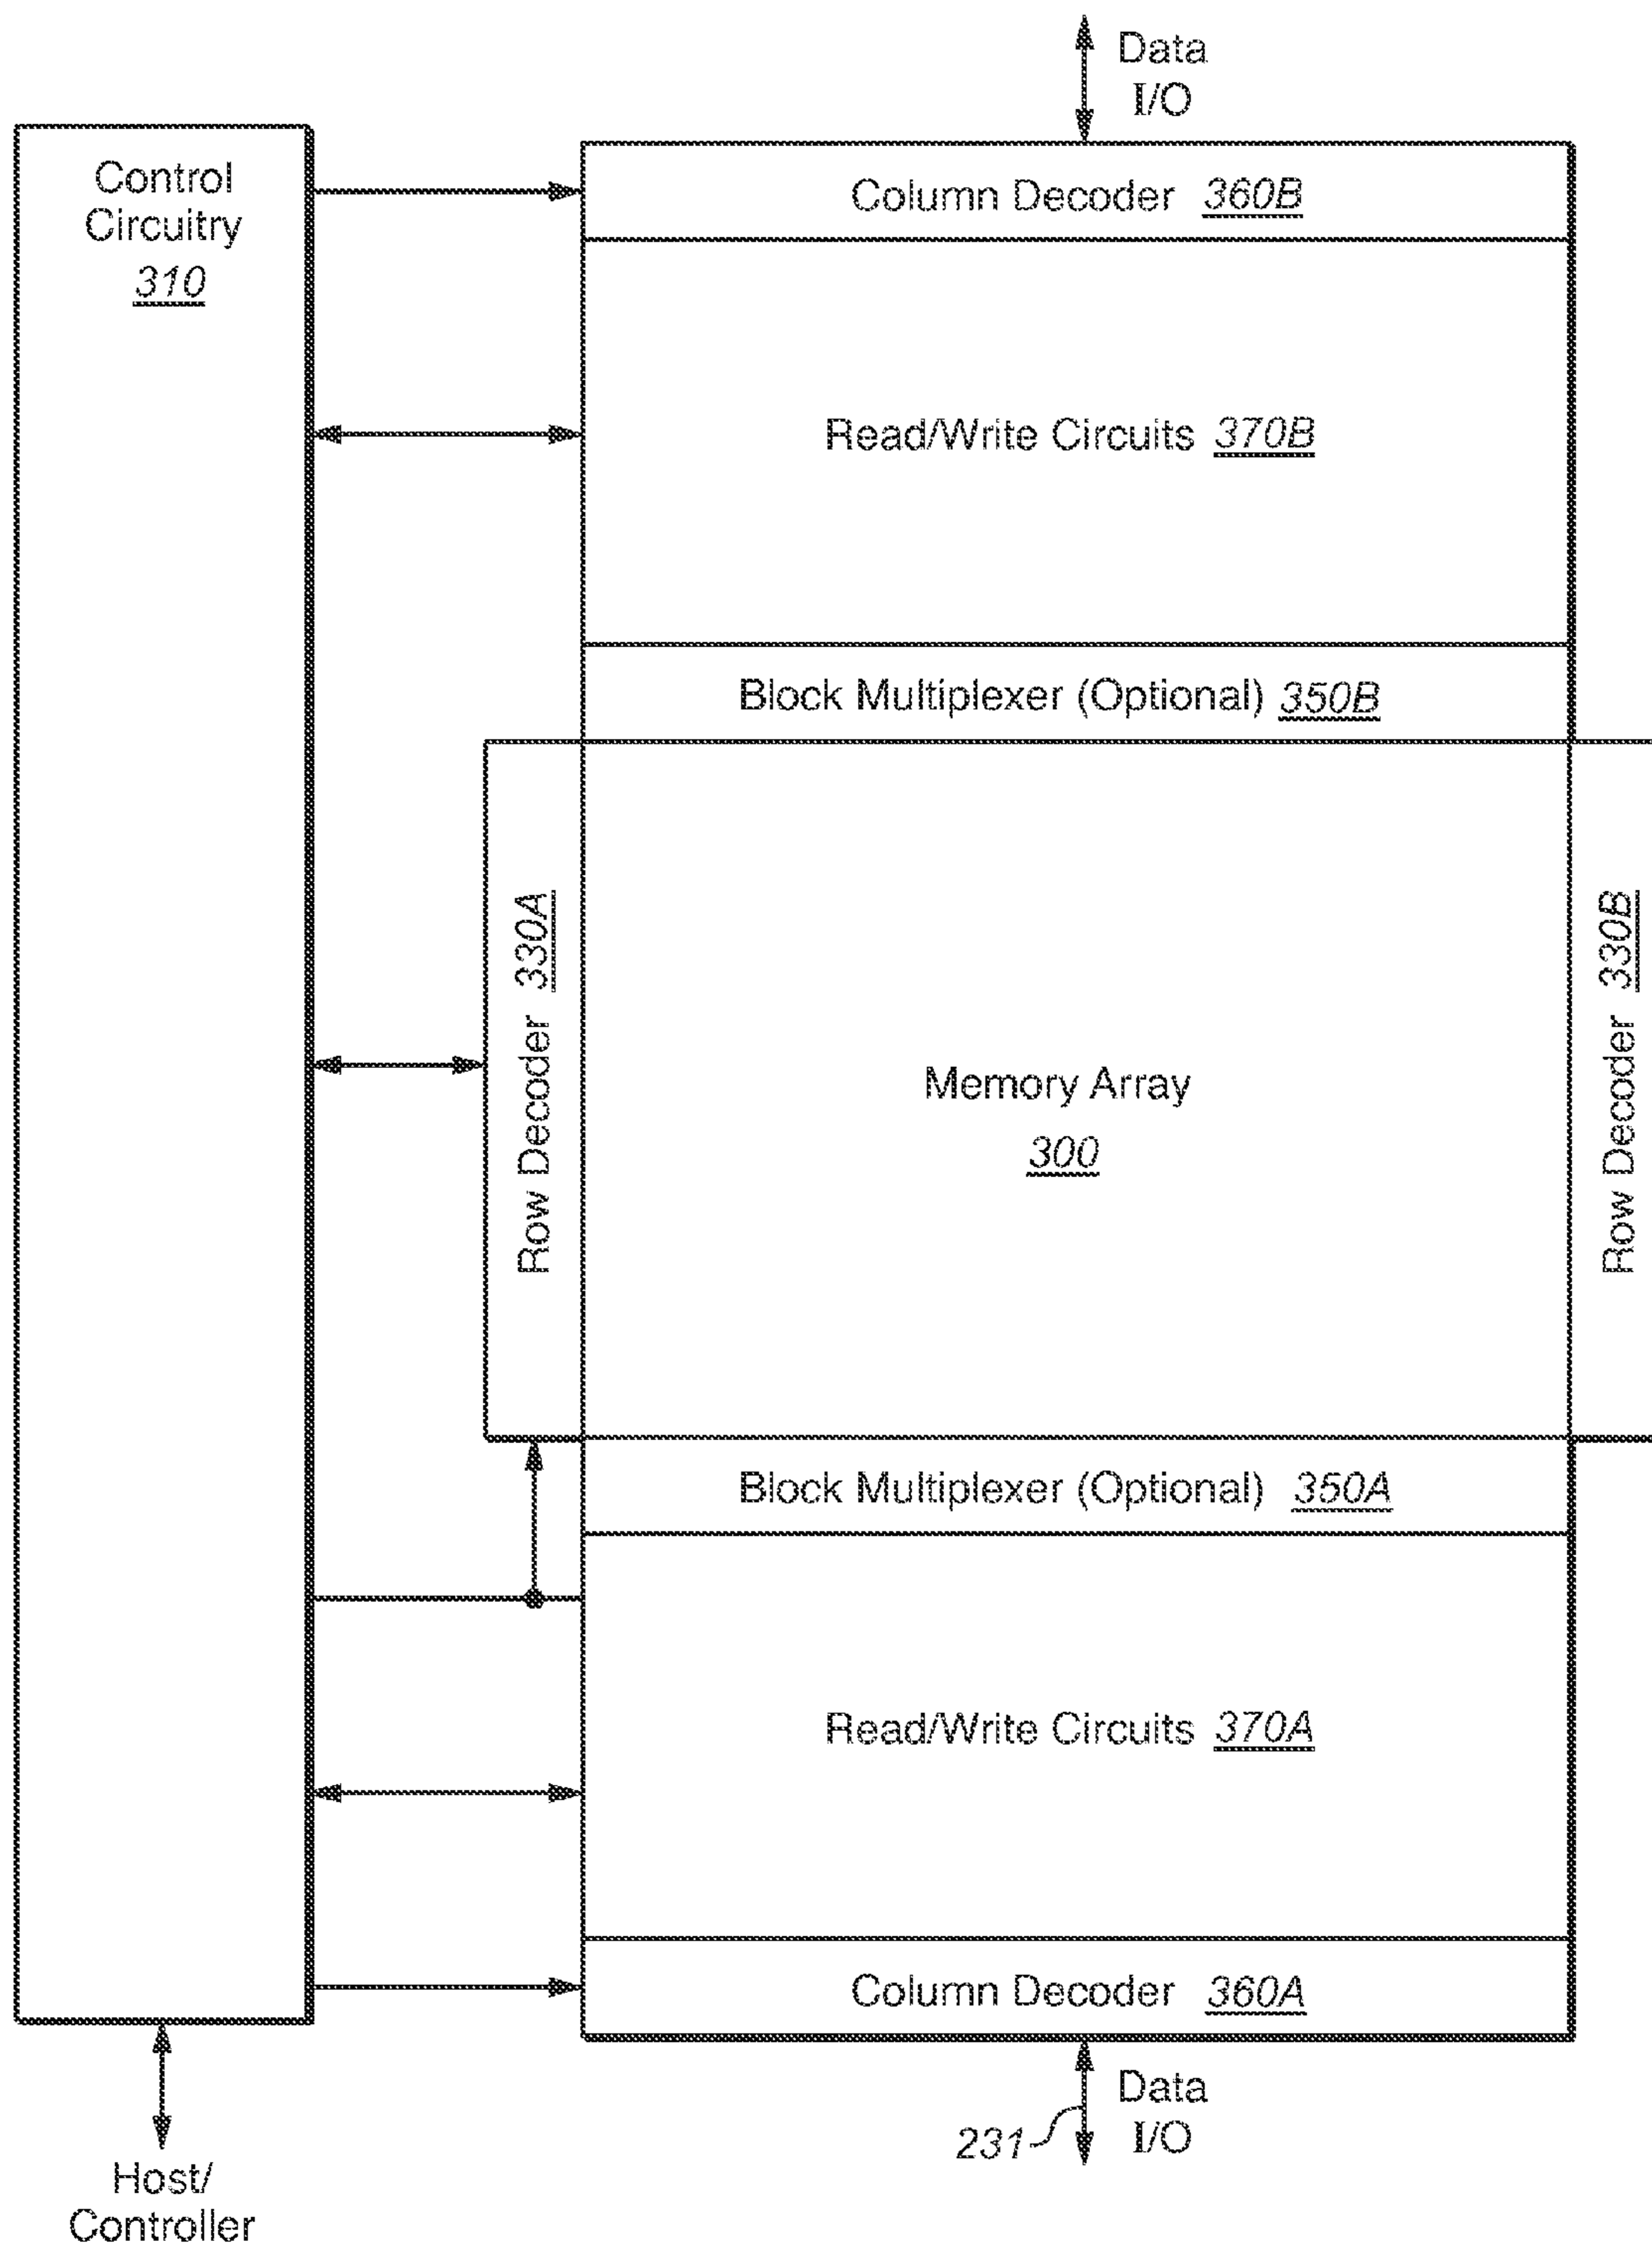 Data
I/O
Control
Circuitry
310
Column Decoder 360B
Read/Write Circuits 370B
Block Multiplexer (Optional) 350B
Row Decoder 330A
Memory Array
300
Row Decoder 330B
Block Multiplexer (Optional) 350A
Read/Write Circuits 370A
Column Decoder 360A
231
Data
I/O
Host/
Controller